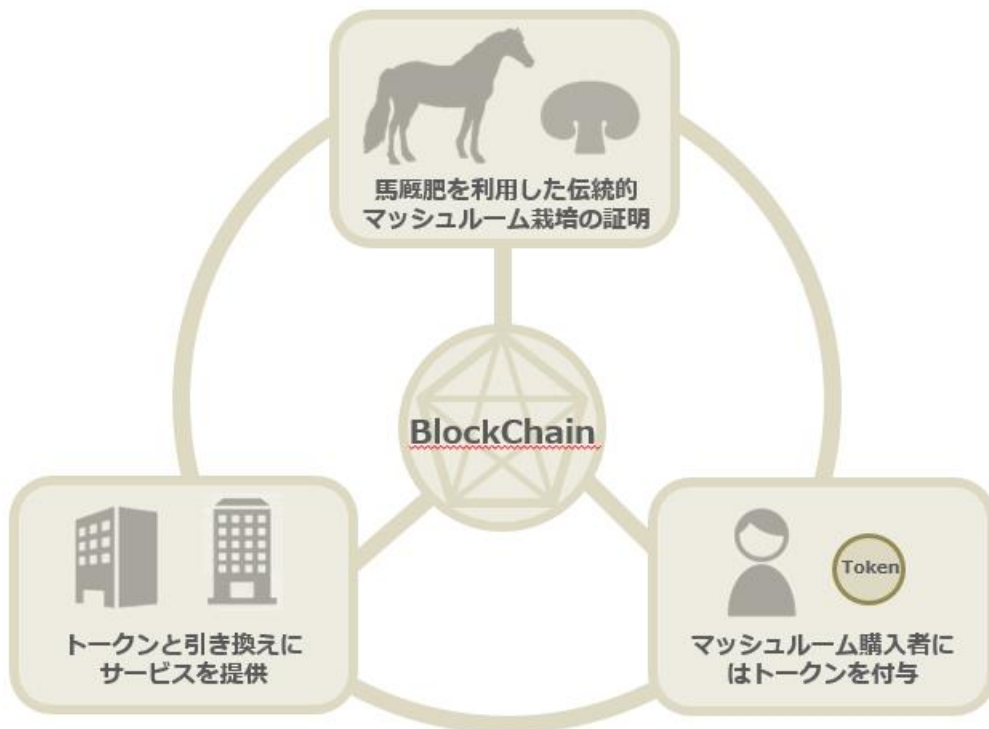 馬厩肥を利用した伝統的
マッシュルーム栽培の証明
BlockChain
トークンと引き換えに
サービスを提供
Token
マッシュルーム購入者に
はトークンを付与